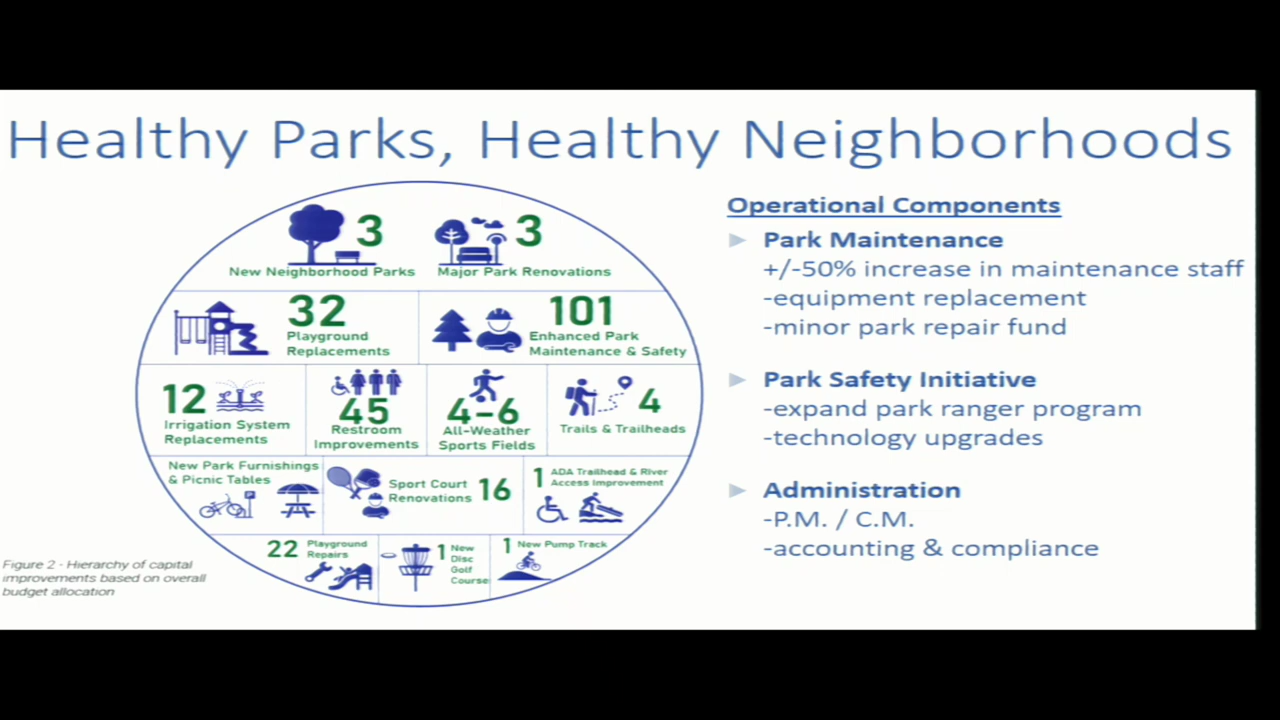 Healthy Parks, Healthy Neighborhoods
3
New Neighborhood Parks
3
Major Park Renovations
32
Playground
Replacements
101
Enhanced Park
Maintenance & Safety
12
Irrigation System
Replacements
45
Restroom
Improvements
4-6
All-Weather
Sports Fields
4
Trails & Trailheads
New Park Furnishings
& Picnic Tables
Sport Court
Renovations 16
1 ADA Trailhead & River
Access Improvement
22 Playground
Repairs
1 New
Disc
Golf
Course
1 New Pump Track
Figure 2 - Hierarchy of capital
improvements based on overall
budget allocation
Operational Components
Park Maintenance
+/-50% increase in maintenance staff
-equipment replacement
-minor park repair fund
Park Safety Initiative
-expand park ranger program
-technology upgrades
Administration
-P.M. / C.M.
-accounting & compliance